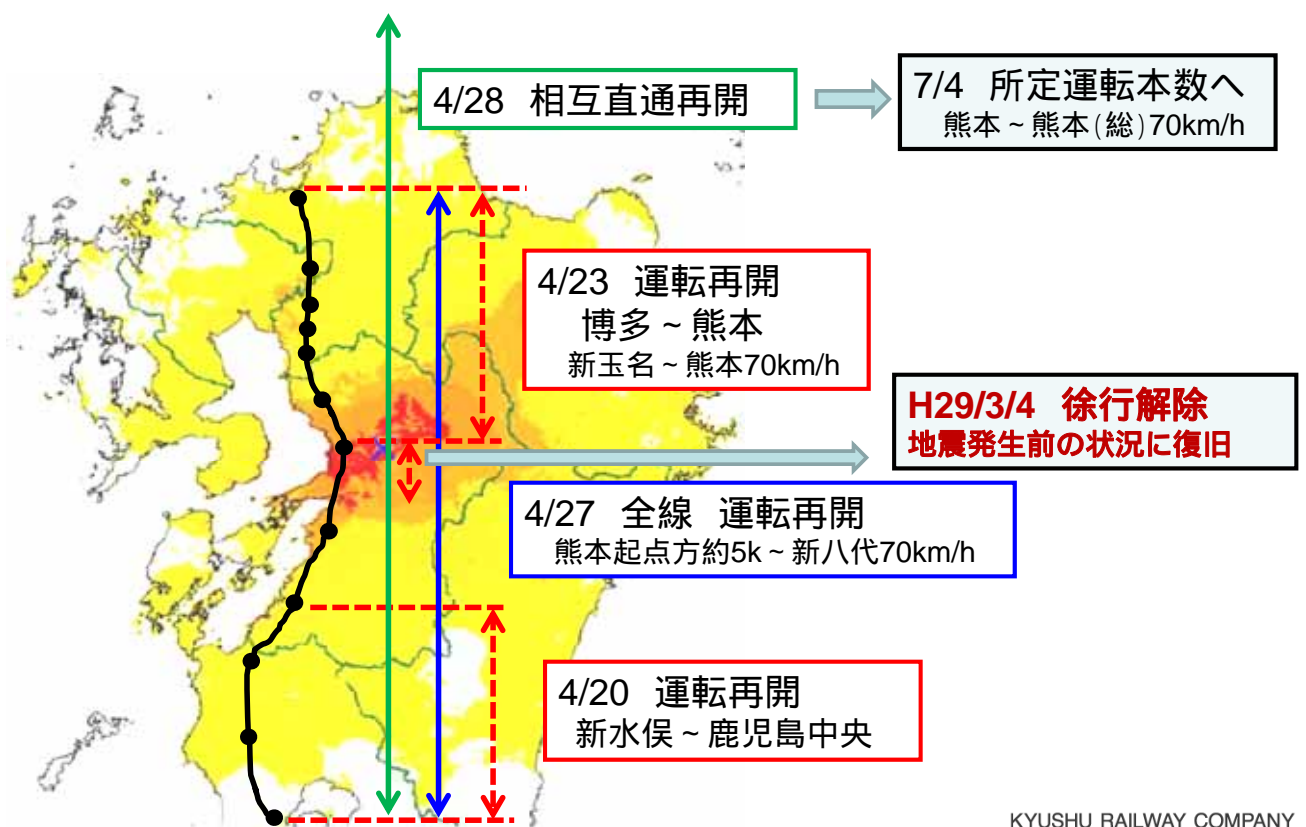 4/28 相互直通再開
7/4 所定運転本数へ
熊本~熊本(総)70km/h
4/23 運転再開
博多~熊本
新玉名~熊本70km/h
H29/3/4 徐行解除
地震発生前の状況に復旧
4/27 全線 運転再開
熊本起点方約5k~新八代70km/h
4/20 運転再開
新水俣~鹿児島中央
KYUSHU RAILWAY COMPANY